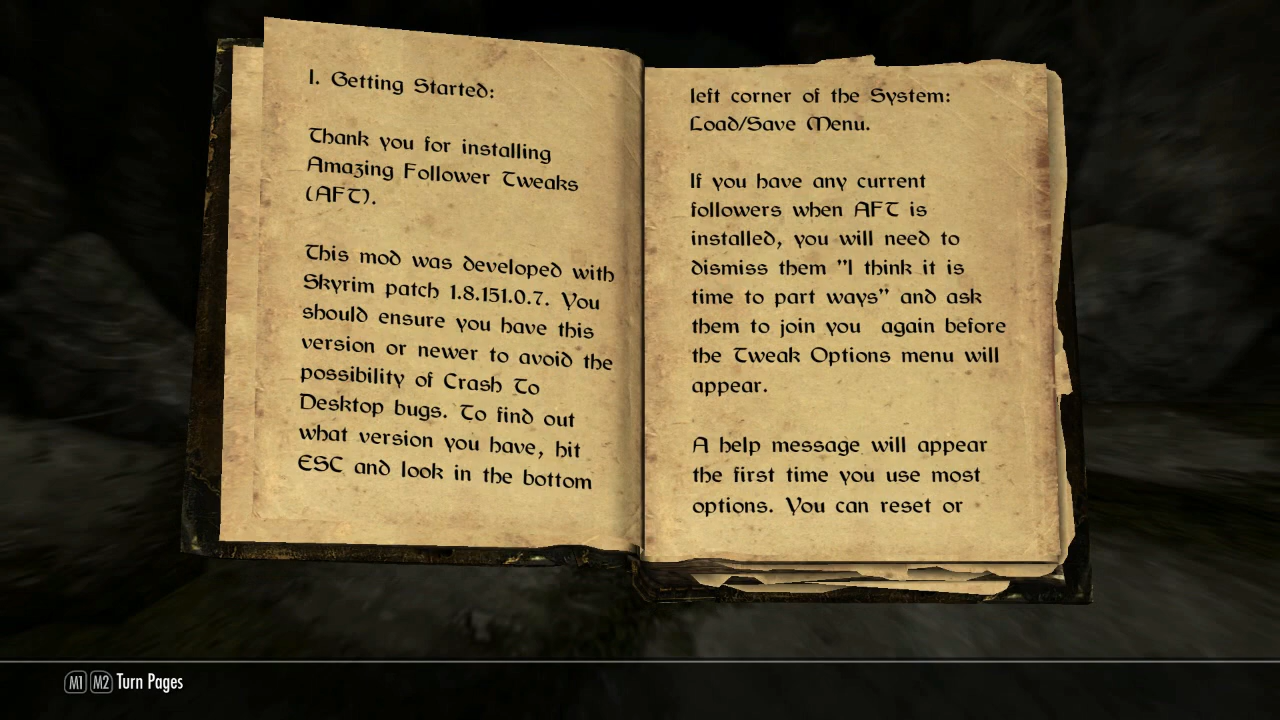 I. Getting Started:
Thank you for installing
Amazing Follower Tweaks
(AFT).
This mod was developed with
Skyrim patch 1.8.151.0.7. You
should ensure you have this
version or newer to avoid the
possibility of Crash To
Desktop bugs. To find out
what version you have, hit
ESC and look in the bottom
left corner of the System:
Load/Save Menu.
If you have any current
followers when AFT is
installed, you will need to
dismiss them "I think it is
time to part ways" and ask
them to join you  again before
the Tweak Options menu will
appear.
A help message will appear
the first time you use most
options. You can reset or
M1 M2 Turn Pages